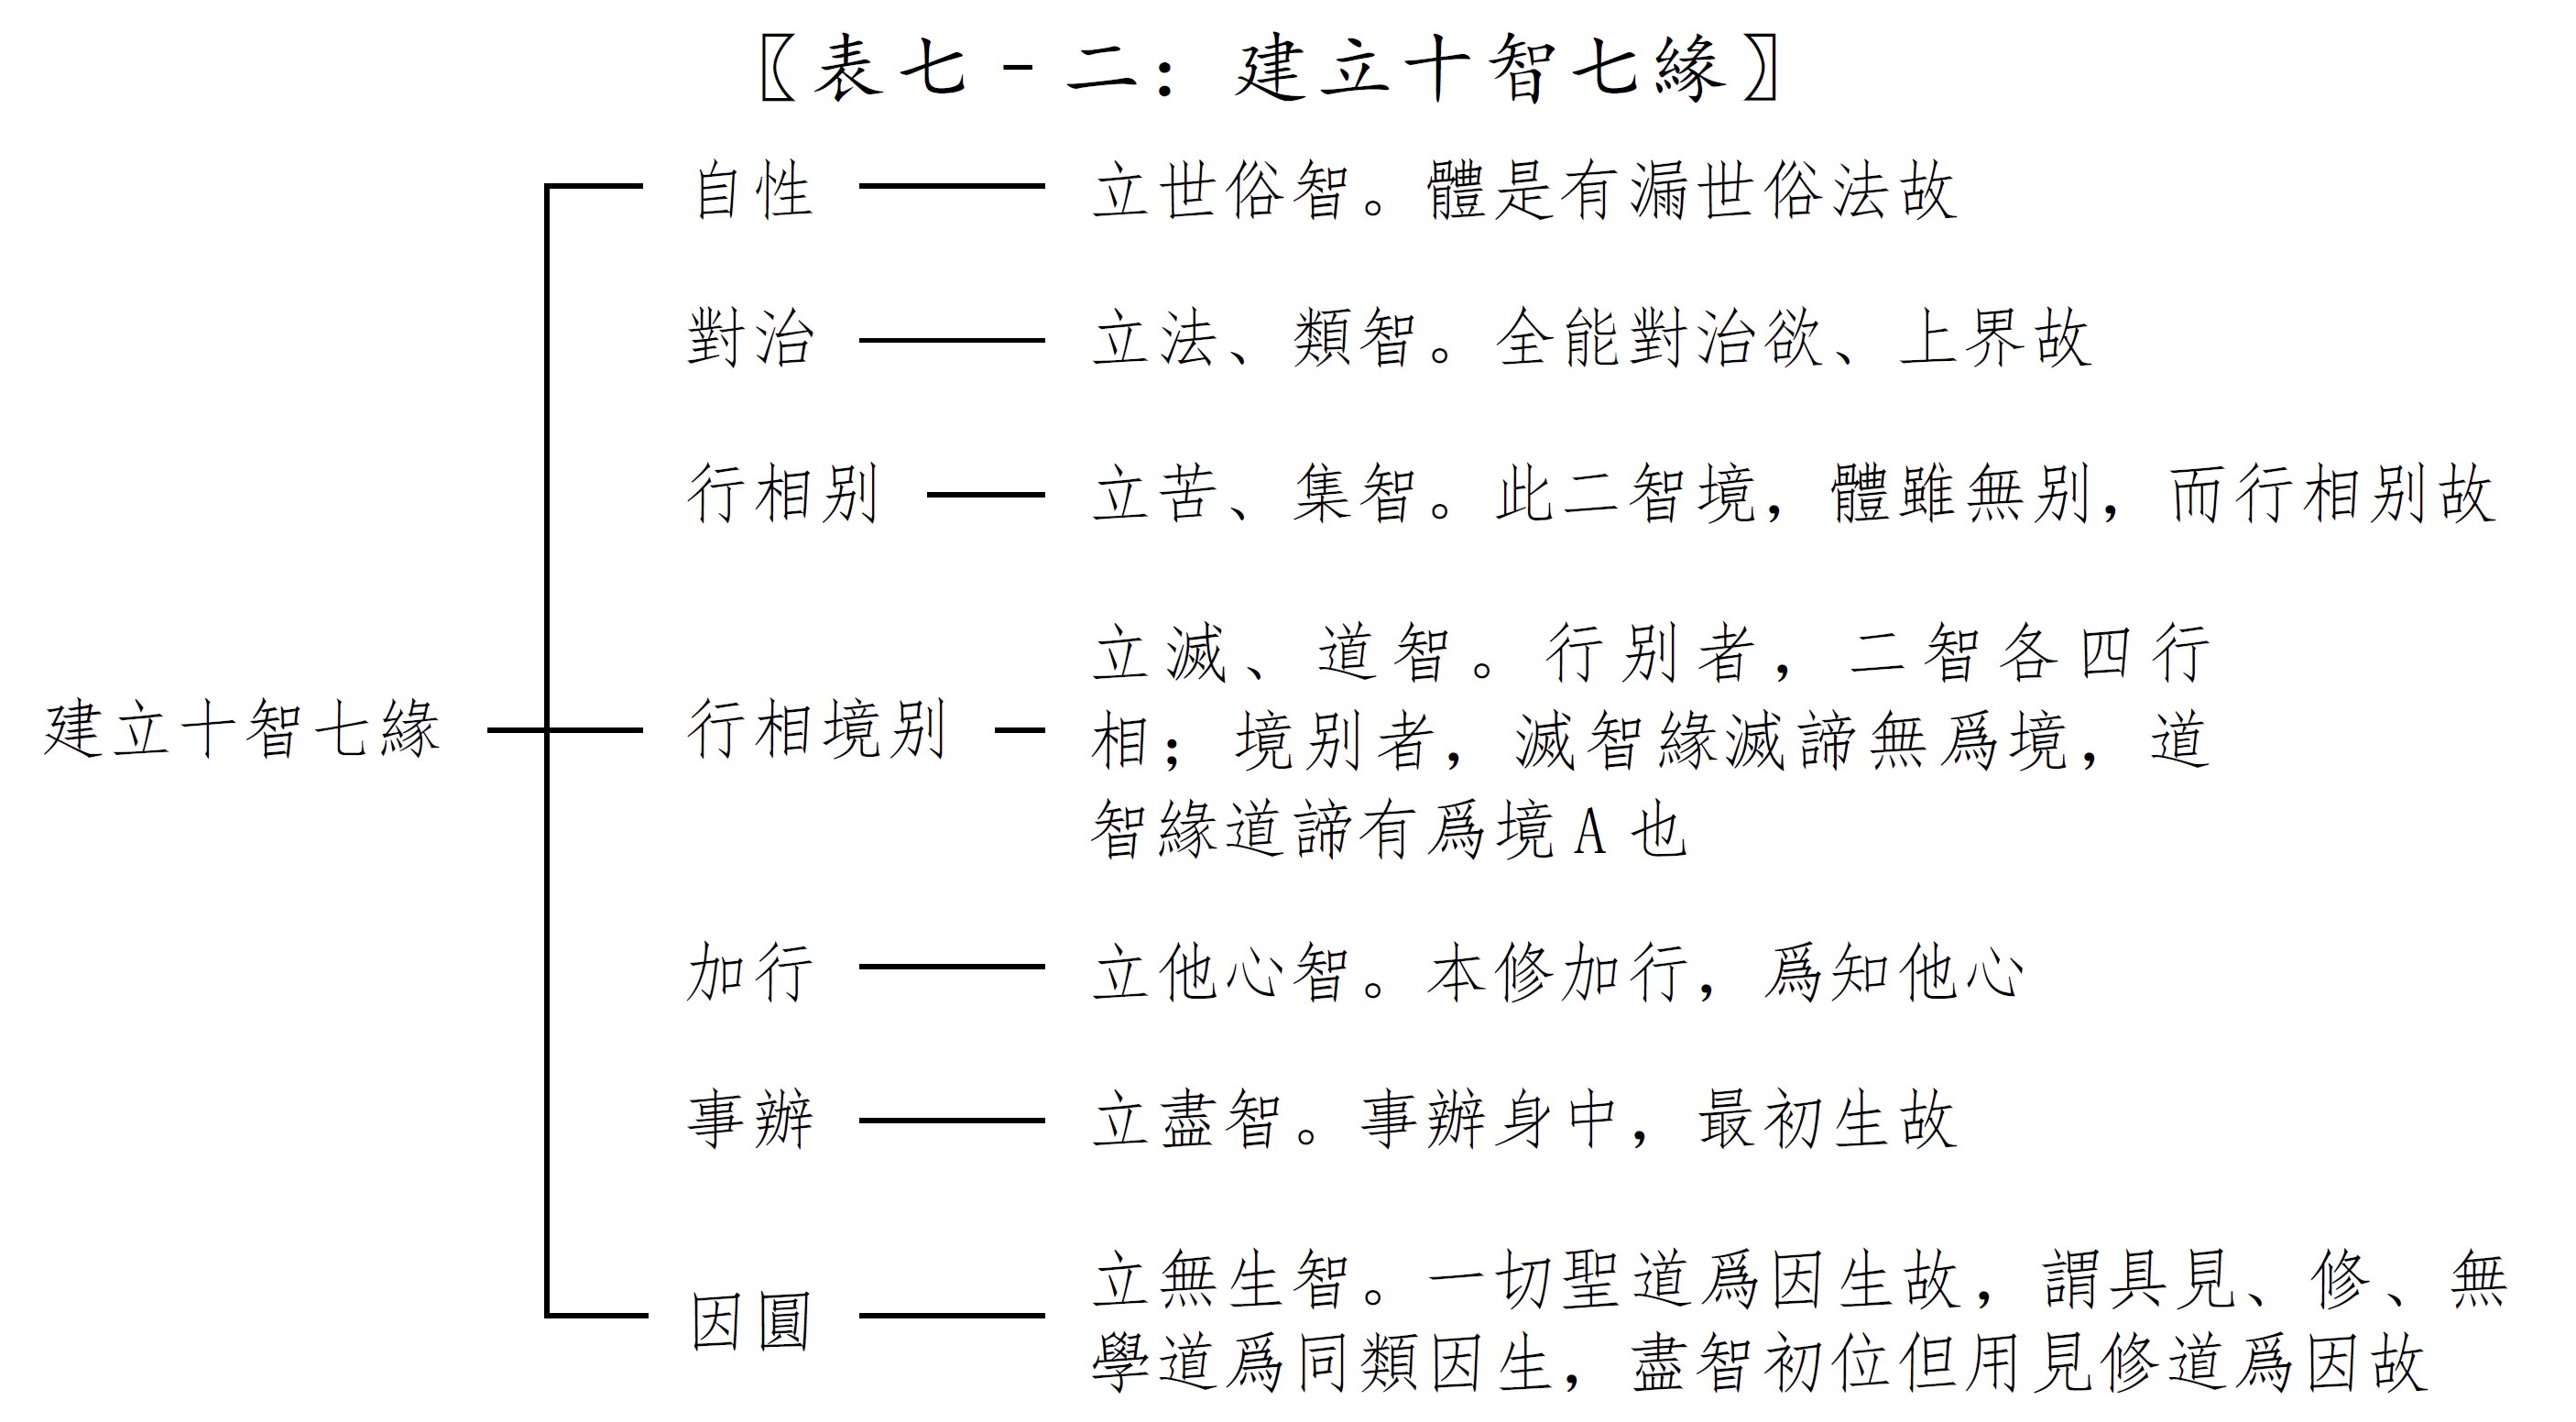 〖表七-二：建立十智七緣〗
自性 立世俗智。體是有漏世俗法故
對治 立法、類智。全能對治欲、上界故
行相别 立苦、集智。此二智境，體雖無别，而行相别故
建立十智七緣
行相境别
立滅、道智。行别者，二智各四行
相；境别者，滅智緣滅諦無爲境，道
智緣道諦有爲境A也
加行 立他心智。本修加行，爲知他心
事辦 立盡智。事辦身中，最初生故
因圓
立無生智。一切聖道爲因生故，謂具見、修、無
學道爲同類因生，盡智初位但用見修道爲因故